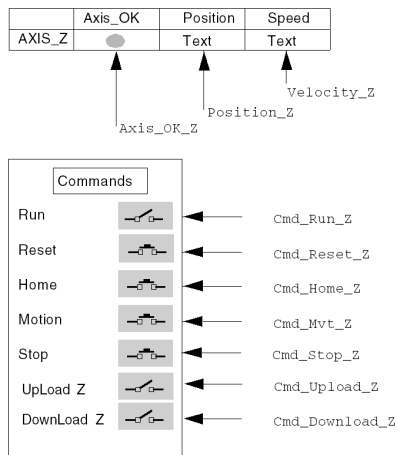 Axis_OK Position Speed
AXIS_Z Text Text
Velocity_Z
Position_Z
Axis_OK_Z
Commands
Run Cmd_Run_Z
Reset Cmd_Reset_Z
Home Cmd_Home_Z
Motion Cmd_Mvt_Z
Stop Cmd_Stop_Z
UpLoad Z Cmd_Upload_Z
DownLoad Z Cmd_Download_Z